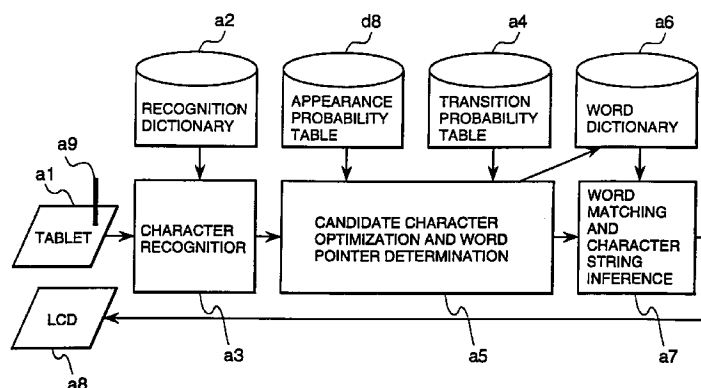 a2
d8
a4
a6
RECOGNITION
DICTIONARY
APPEARANCE
PROBABILITY
TABLE
TRANSITION
PROBABILITY
TABLE
WORD
DICTIONARY
a9
a1
TABLET
CHARACTER
RECOGNITIOR
CANDIDATE CHARACTER
OPTIMIZATION AND WORD
POINTER DETERMINATION
WORD
MATCHING
AND
CHARACTER
STRING
INFERENCE
LCD
a8
a3
a5
a7